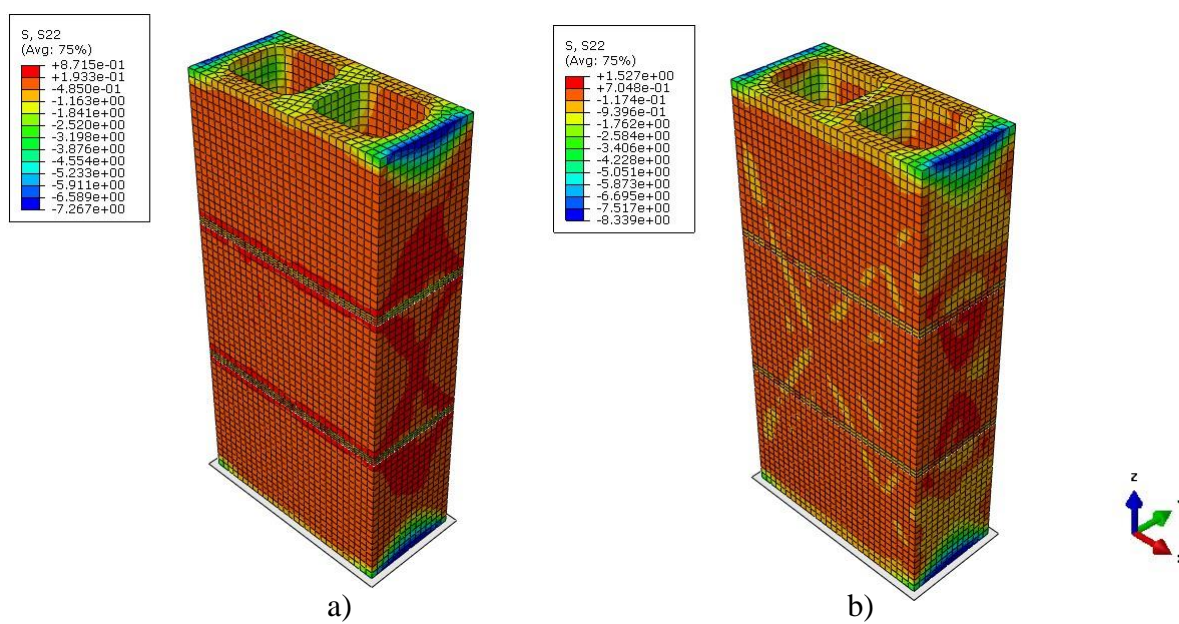 S, S22
(Avg: 75%)
+8.715e-01
+1.933e-01
-4.850e-01
-1.163e+00
-1.841e+00
-2.520e+00
-3.198e+00
-3.876e+00
-4.554e+00
-5.233e+00
-5.911e+00
-6.589e+00
-7.267e+00
S, S22
(Avg: 75%)
+1.527e+00
+7.048e-01
-1.174e-01
-9.396e-01
-1.762e+00
-2.584e+00
-3.406e+00
-4.228e+00
-5.051e+00
-5.873e+00
-6.695e+00
-7.517e+00
-8.339e+00
z
a)
b)